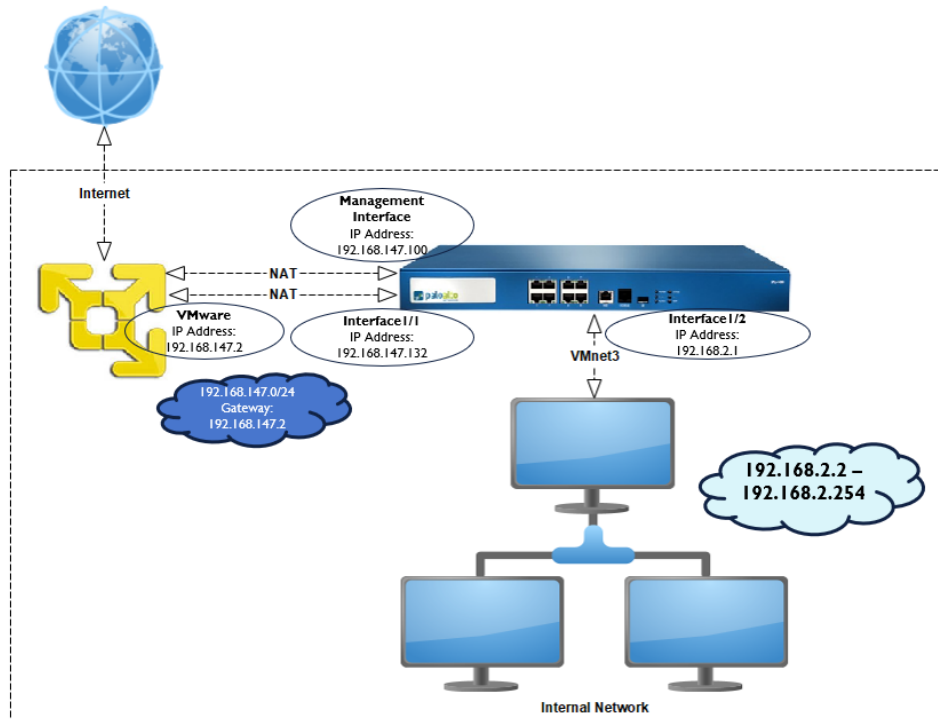 Internet
Management
Interface
IP Address:
192.168.147.100
NAT
NAT
paloalto
VMware
IP Address:
192.168.147.2
Interface1/1
IP Address:
192.168.147.132
Interface1/2
IP Address:
192.168.2.1
VMnet3
192.168.147.0/24
Gateway:
192.168.147.2
192.168.2.2 –
192.168.2.254
Internal Network